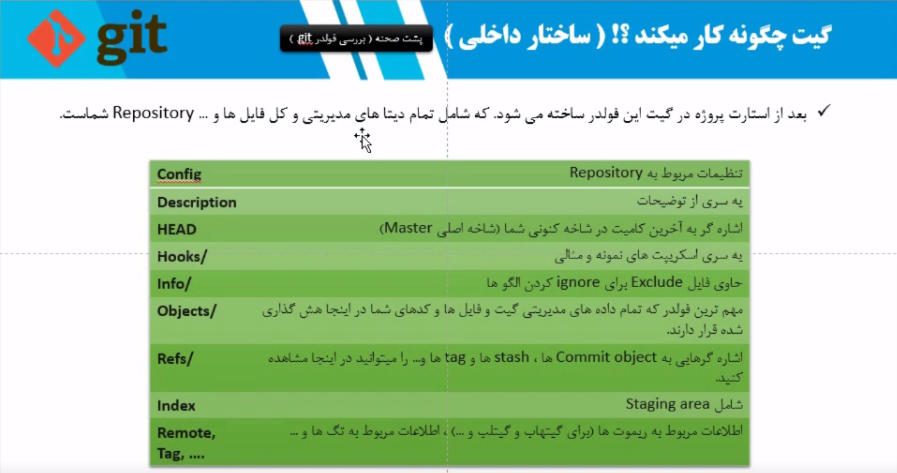 git
پشت صحنه ( بررسی فولدر git )
گیت چگونه کار میکند ؟! ( ساختار داخلی )
✓ بعد از استارت پروژه در گیت این فولدر ساخته می شود. که شامل تمام دیتا های مدیریتی و کل فایل ها و ... Repository شماست.
Config تنظیمات مربوط به Repository
Description یه سری از توضیحات
HEAD اشاره گر به آخرین کامیت در شاخه کنونی شما (شاخه اصلی Master)
Hooks/ یه سری اسکریپت های نمونه و مثالی
Info/ حاوی فایل Exclude برای ignore کردن الگو ها
Objects/ مهم ترین فولدر که تمام داده های مدیریتی گیت و فایل ها و کدهای شما در اینجا هش گذاری
شده قرار دارند.
Refs/ اشاره گرهایی به Commit object ها ، stash ها و tag ها و... را میتوانید در اینجا مشاهده
کنید.
Index شامل Staging area
Remote, اطلاعات مربوط به ریموت ها (برای گیتهاب و گیتلب و ...) ، اطلاعات مربوط به تگ ها و ...
Tag, ....